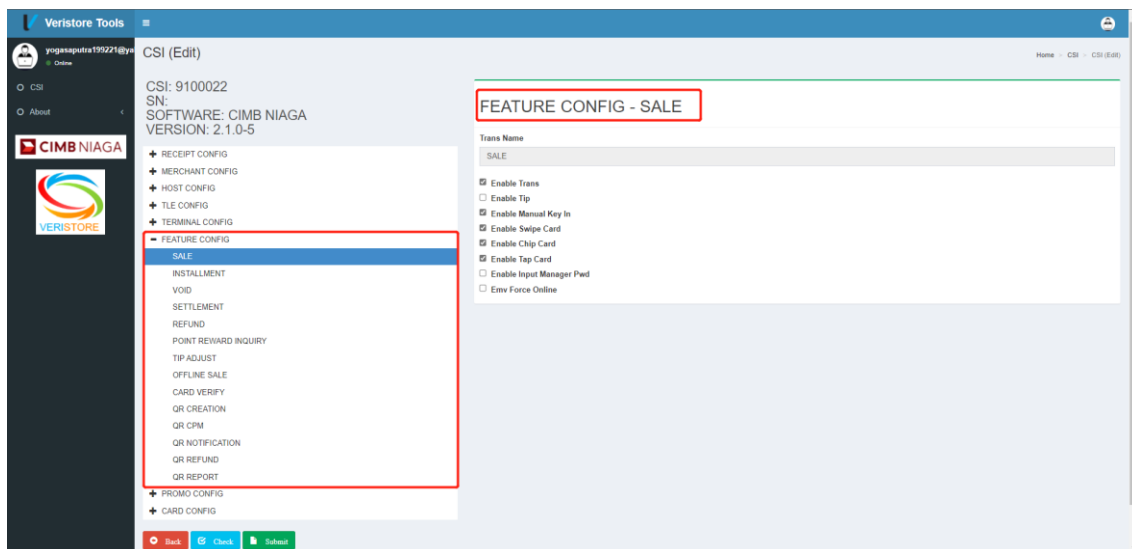 Veristore Tools
yogasaputra199221@ya
Online
CSI
About
CIMB NIAGA
VERISTORE
CSI (Edit)
Home > CSI > CSI (Edit)
CSI: 9100022
SN:
SOFTWARE: CIMB NIAGA
VERSION: 2.1.0-5
RECEIPT CONFIG
MERCHANT CONFIG
HOST CONFIG
TLE CONFIG
TERMINAL CONFIG
FEATURE CONFIG
SALE
INSTALLMENT
VOID
SETTLEMENT
REFUND
POINT REWARD INQUIRY
TIP ADJUST
OFFLINE SALE
CARD VERIFY
QR CREATION
QR CPM
QR NOTIFICATION
QR REFUND
QR REPORT
PROMO CONFIG
CARD CONFIG
Back
Check
Submit
FEATURE CONFIG - SALE
Trans Name
SALE
Enable Trans
Enable Tip
Enable Manual Key In
Enable Swipe Card
Enable Chip Card
Enable Tap Card
Enable Input Manager Pwd
Emv Force Online